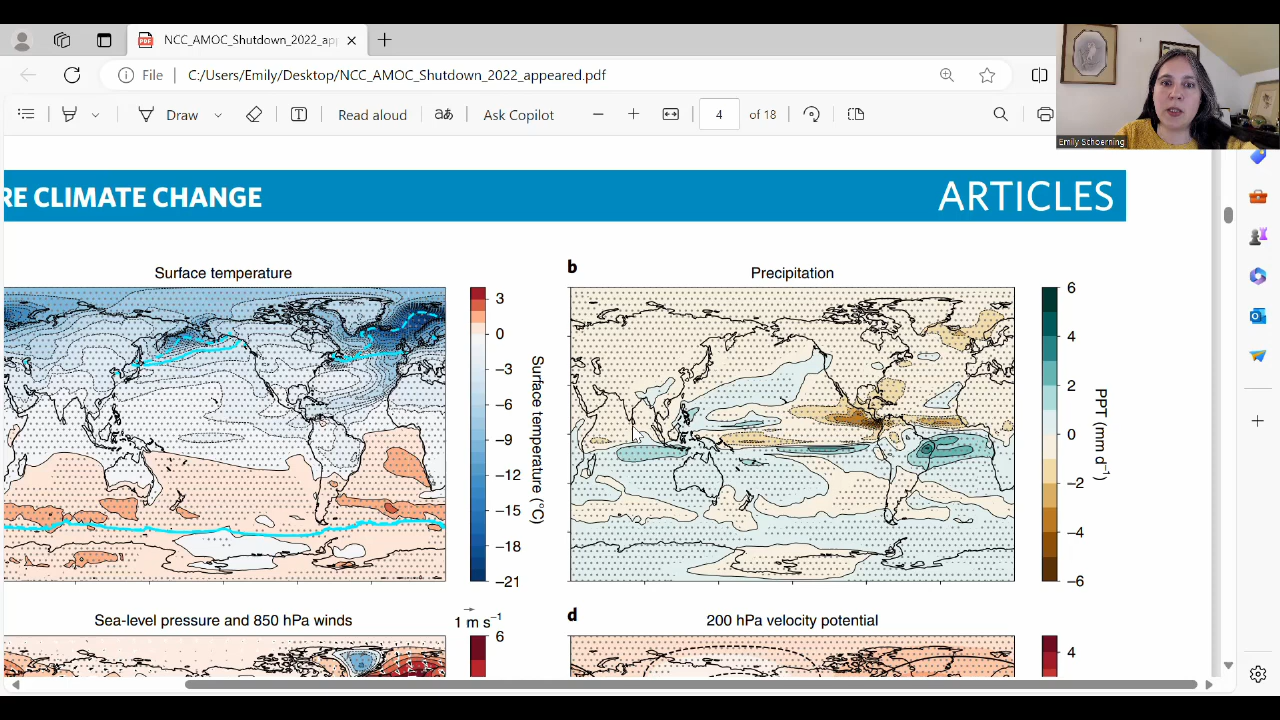 NCC_AMOC_Shutdown_2022_ap
File C:/Users/Emily/Desktop/NCC_AMOC_Shutdown_2022_appeared.pdf
Draw Read aloud Ask Copilot 4 of 18
Emily Schoerning
RE CLIMATE CHANGE ARTICLES
b
Surface temperature Precipitation
3
0
−3
−6
−9
−12
−15
−18
−21
Surface temperature (°C)
6
4
2
0
−2
−4
−6
PPT (mm d−1)
d
Sea-level pressure and 850 hPa winds 1 m s−1 200 hPa velocity potential
6
4